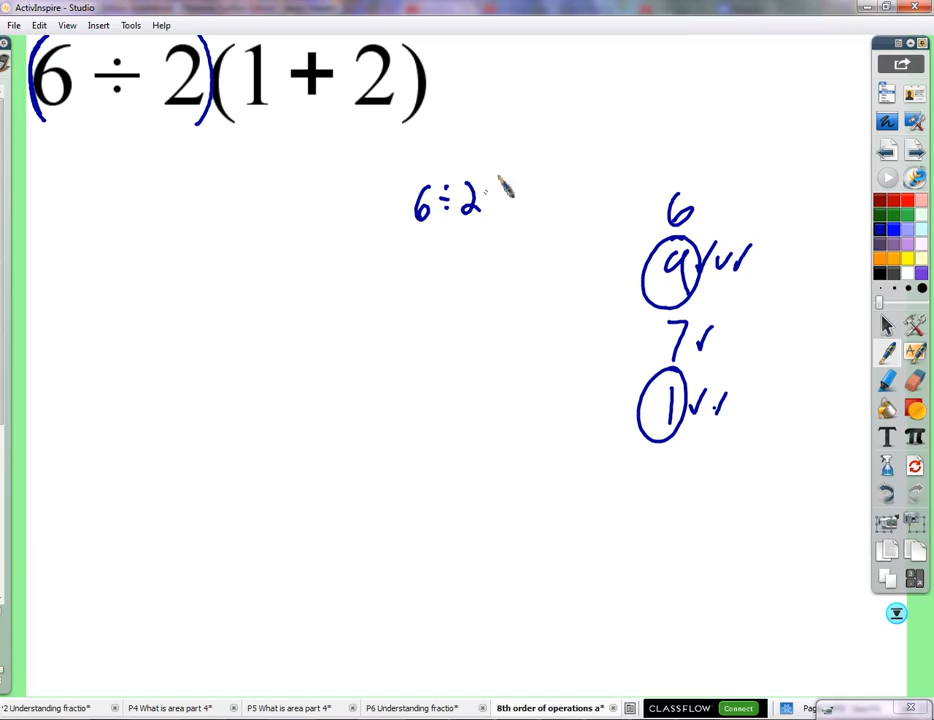 ActivInspire - Studio
File Edit View Insert Tools Help
(6 ÷ 2)(1 + 2)
6 ÷ 2
6
9 ✓✓✓
7 ✓
1 ✓✓
T π
'2 Understanding fractio* P4 What is area part 4* P5 What is area part 4* P6 Understanding fractio* 8th order of operations a* CLASSFLOW Connect Pag